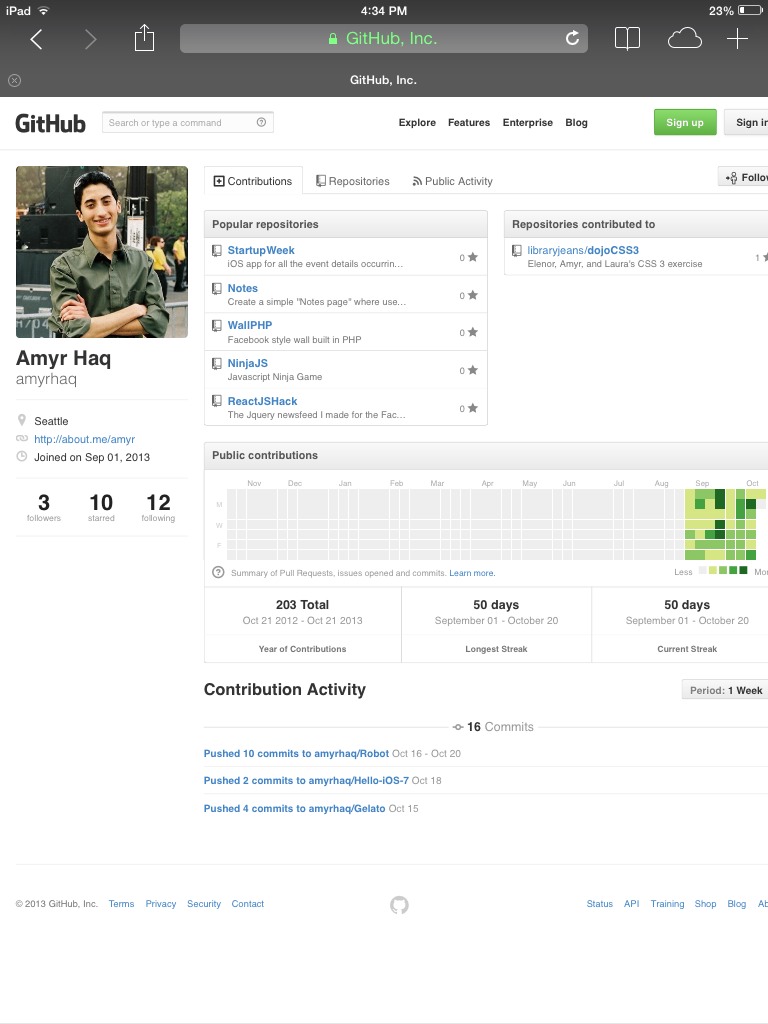 iPad 4:34 PM 23%
GitHub, Inc.
GitHub, Inc.
GitHub Search or type a command Explore Features Enterprise Blog Sign up Sign in
Contributions Repositories Public Activity Follow
Popular repositories
StartupWeek
iOS app for all the event details occurrin... 0
Notes
Create a simple "Notes page" where use... 0
WallPHP
Facebook style wall built in PHP 0
NinjaJS
Javascript Ninja Game 0
ReactJSHack
The Jquery newsfeed I made for the Fac... 0
Repositories contributed to
libraryjeans/dojoCSS3 1
Elenor, Amyr, and Laura's CSS 3 exercise
H/04
Amyr Haq
amyrhaq
Seattle
http://about.me/amyr
Joined on Sep 01, 2013
3 10 12
followers starred following
Public contributions
Nov Dec Jan Feb Mar Apr May Jun Jul Aug Sep Oct
M
W
F
Summary of Pull Requests, issues opened and commits. Learn more. Less Mor
203 Total 50 days 50 days
Oct 21 2012 - Oct 21 2013 September 01 - October 20 September 01 - October 20
Year of Contributions Longest Streak Current Streak
Contribution Activity Period: 1 Week
16 Commits
Pushed 10 commits to amyrhaq/Robot Oct 16 - Oct 20
Pushed 2 commits to amyrhaq/Hello-iOS-7 Oct 18
Pushed 4 commits to amyrhaq/Gelato Oct 15
© 2013 GitHub, Inc. Terms Privacy Security Contact Status API Training Shop Blog Ab